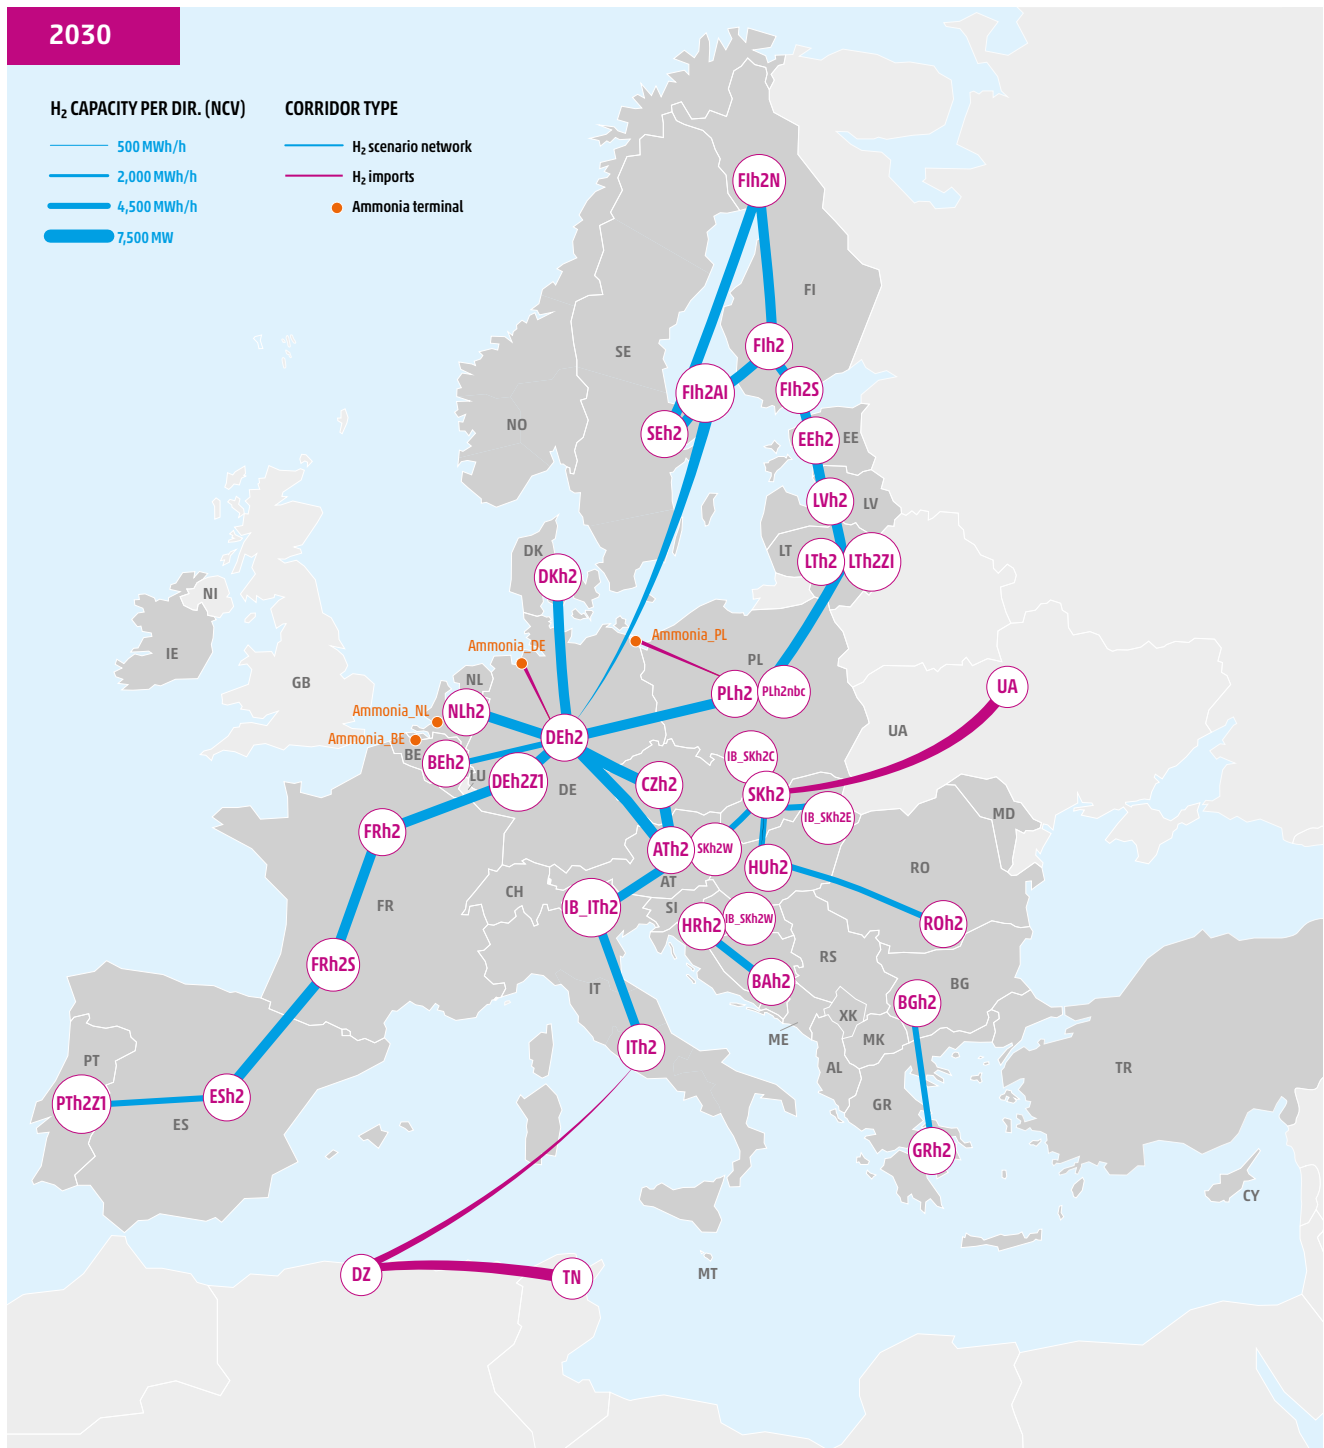 2030
H₂ CAPACITY PER DIR. (NCV)
500 MWh/h
2,000 MWh/h
4,500 MWh/h
7,500 MW
CORRIDOR TYPE
H₂ scenario network
H₂ imports
Ammonia terminal
FIh2N
FI
FIh2
SE
FIh2AI
FIh2S
NO
SEh2
EEh2
EE
LVh2
LV
DK
LT
LTh2
LTh2ZI
DKh2
NI
Ammonia_PL
Ammonia_DE
IE
PL
GB
NL
UA
PLh2
PLh2nbc
Ammonia_NL
NLh2
Ammonia_BE
DEh2
UA
BE
BEh2
IB_SKh2C
LU
DEh2Z1
DE
CZh2
SKh2
MD
IB_SKh2E
FRh2
ATh2
SKh2W
HUh2
RO
AT
CH
FR
IB_ITh2
SI
HRh2
IB_SKh2W
ROh2
RS
FRh2S
IT
BAh2
BG
BGh2
XK
ME
MK
ITh2
PT
AL
TR
PTh2Z1
ESh2
GR
ES
GRh2
CY
DZ
TN
MT